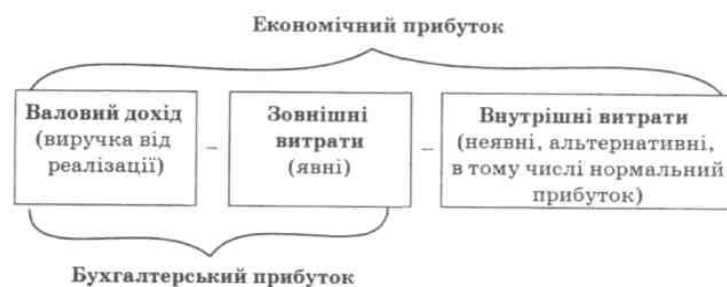 Економічний прибуток
Валовий дохід
(виручка від
реалізації)
–
Зовнішні
витрати
(явні)
–
Внутрішні витрати
(неявні, альтернативні,
в тому числі нормальний
прибуток)
Бухгалтерський прибуток